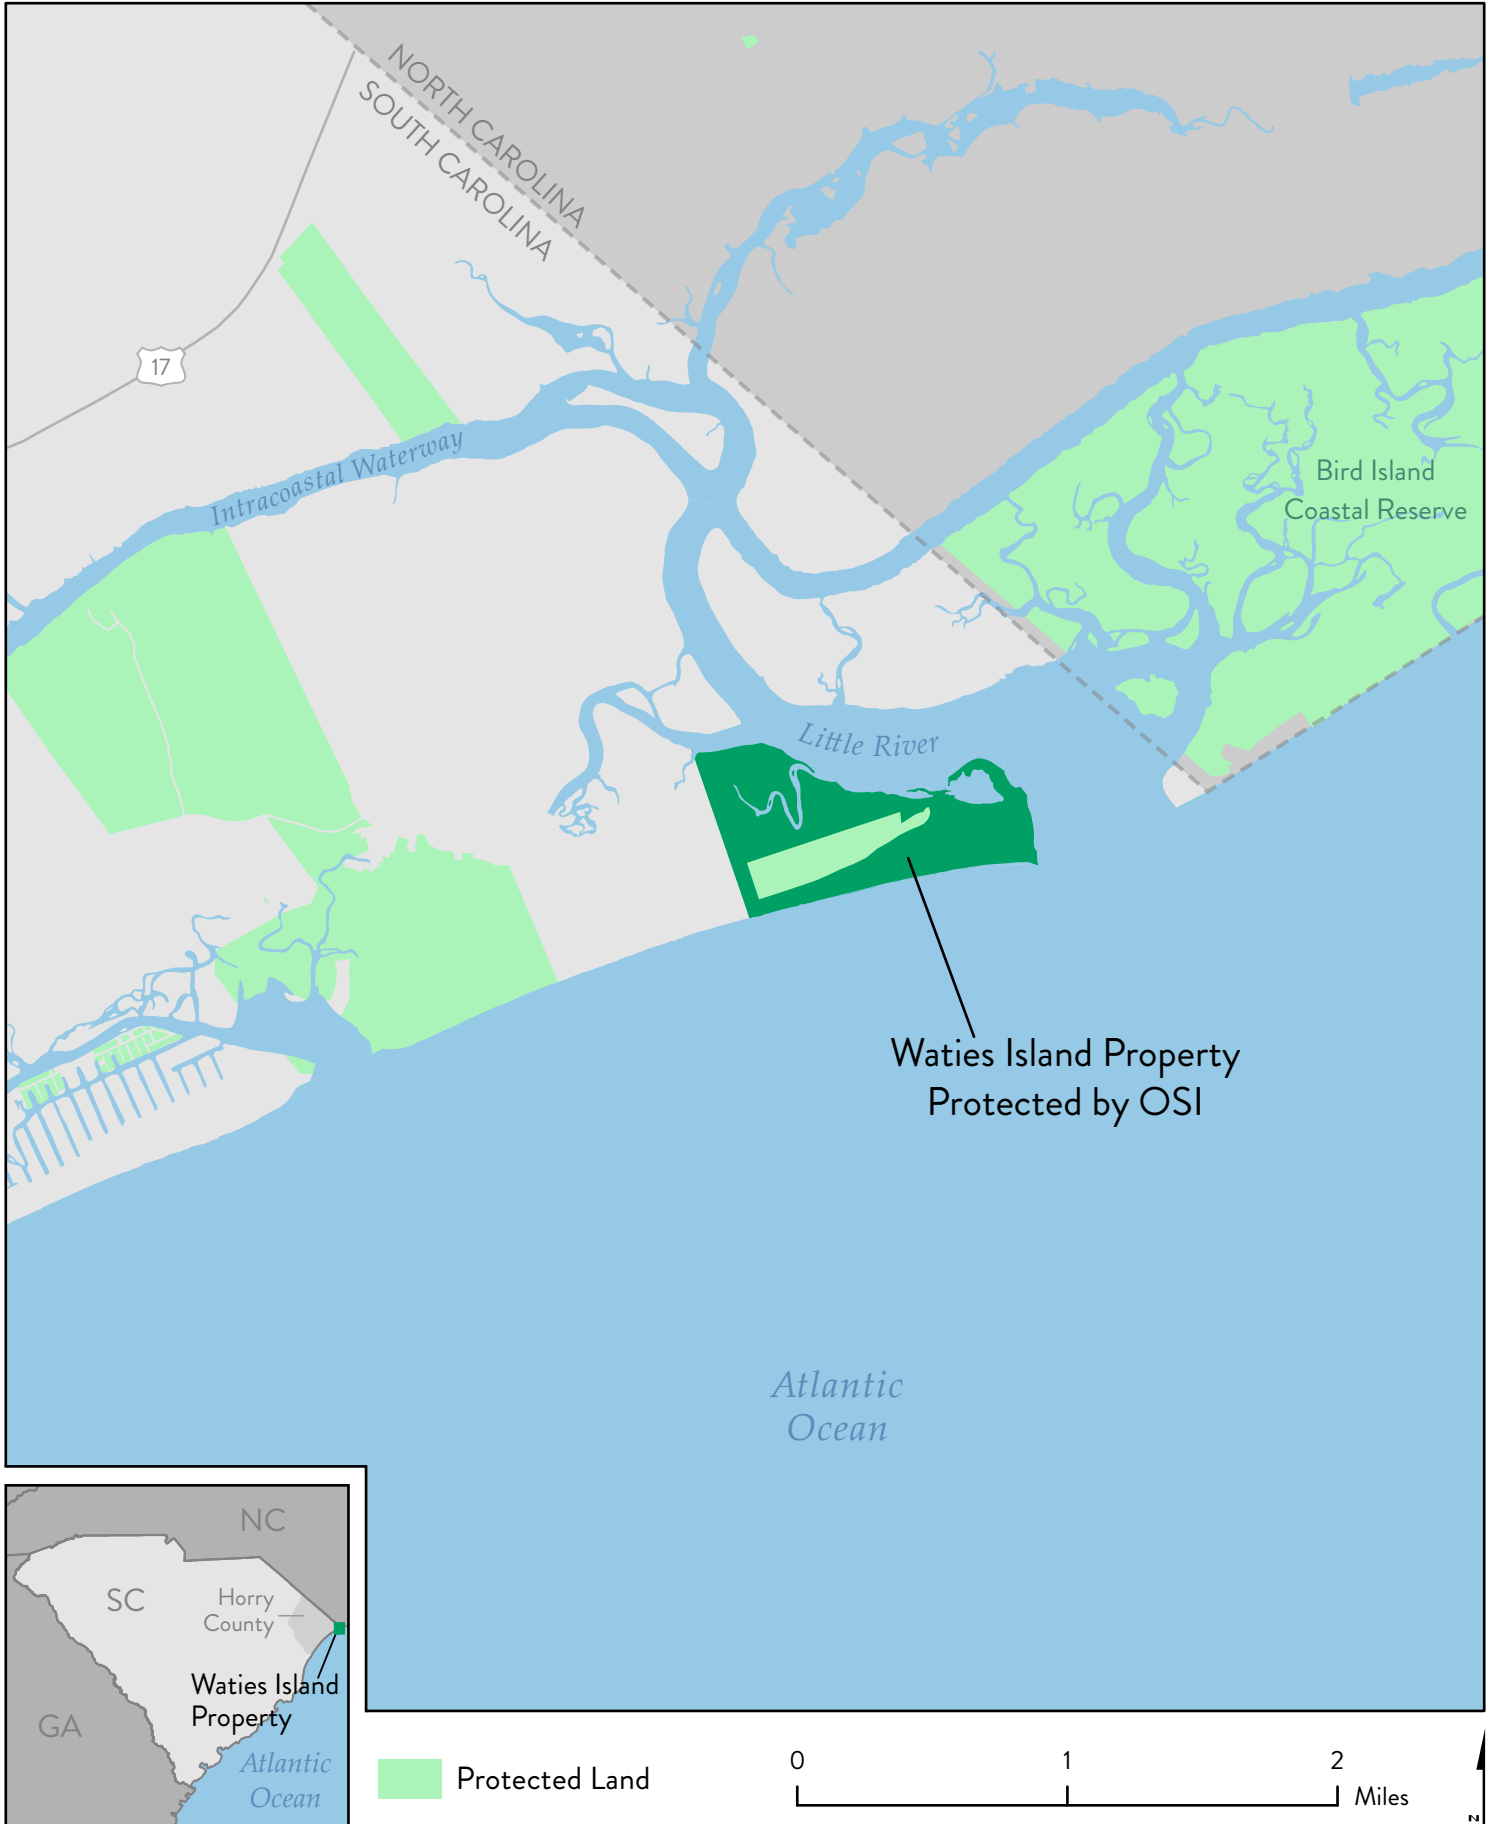 NORTH CAROLINA
SOUTH CAROLINA
17
Intracoastal Waterway
Bird Island
Coastal Reserve
Little River
Waties Island Property
Protected by OSI
Atlantic
Ocean
NC
SC
Horry
County
Waties Island
Property
GA
Atlantic
Ocean
Protected Land
0 1 2
Miles
N